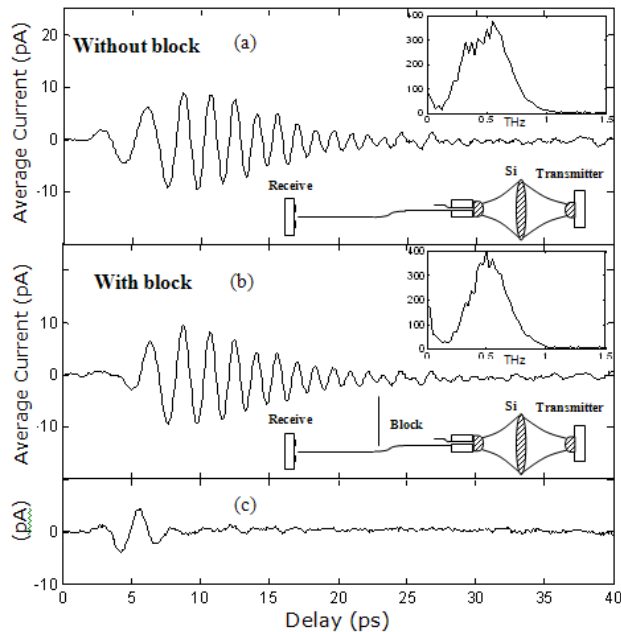 Without block
(a)
Average Current (pA)
20
10
0
-10
400
300
200
100
0
0
0.5
1
1.5
THz
Receive
Si
Transmitter
With block
(b)
Average Current (pA)
20
10
0
-10
400
300
200
100
0
0
0.5
1
1.5
THz
Receive
Block
Si
Transmitter
(c)
(pA)
10
0
-10
0
5
10
15
20
25
30
35
40
Delay (ps)